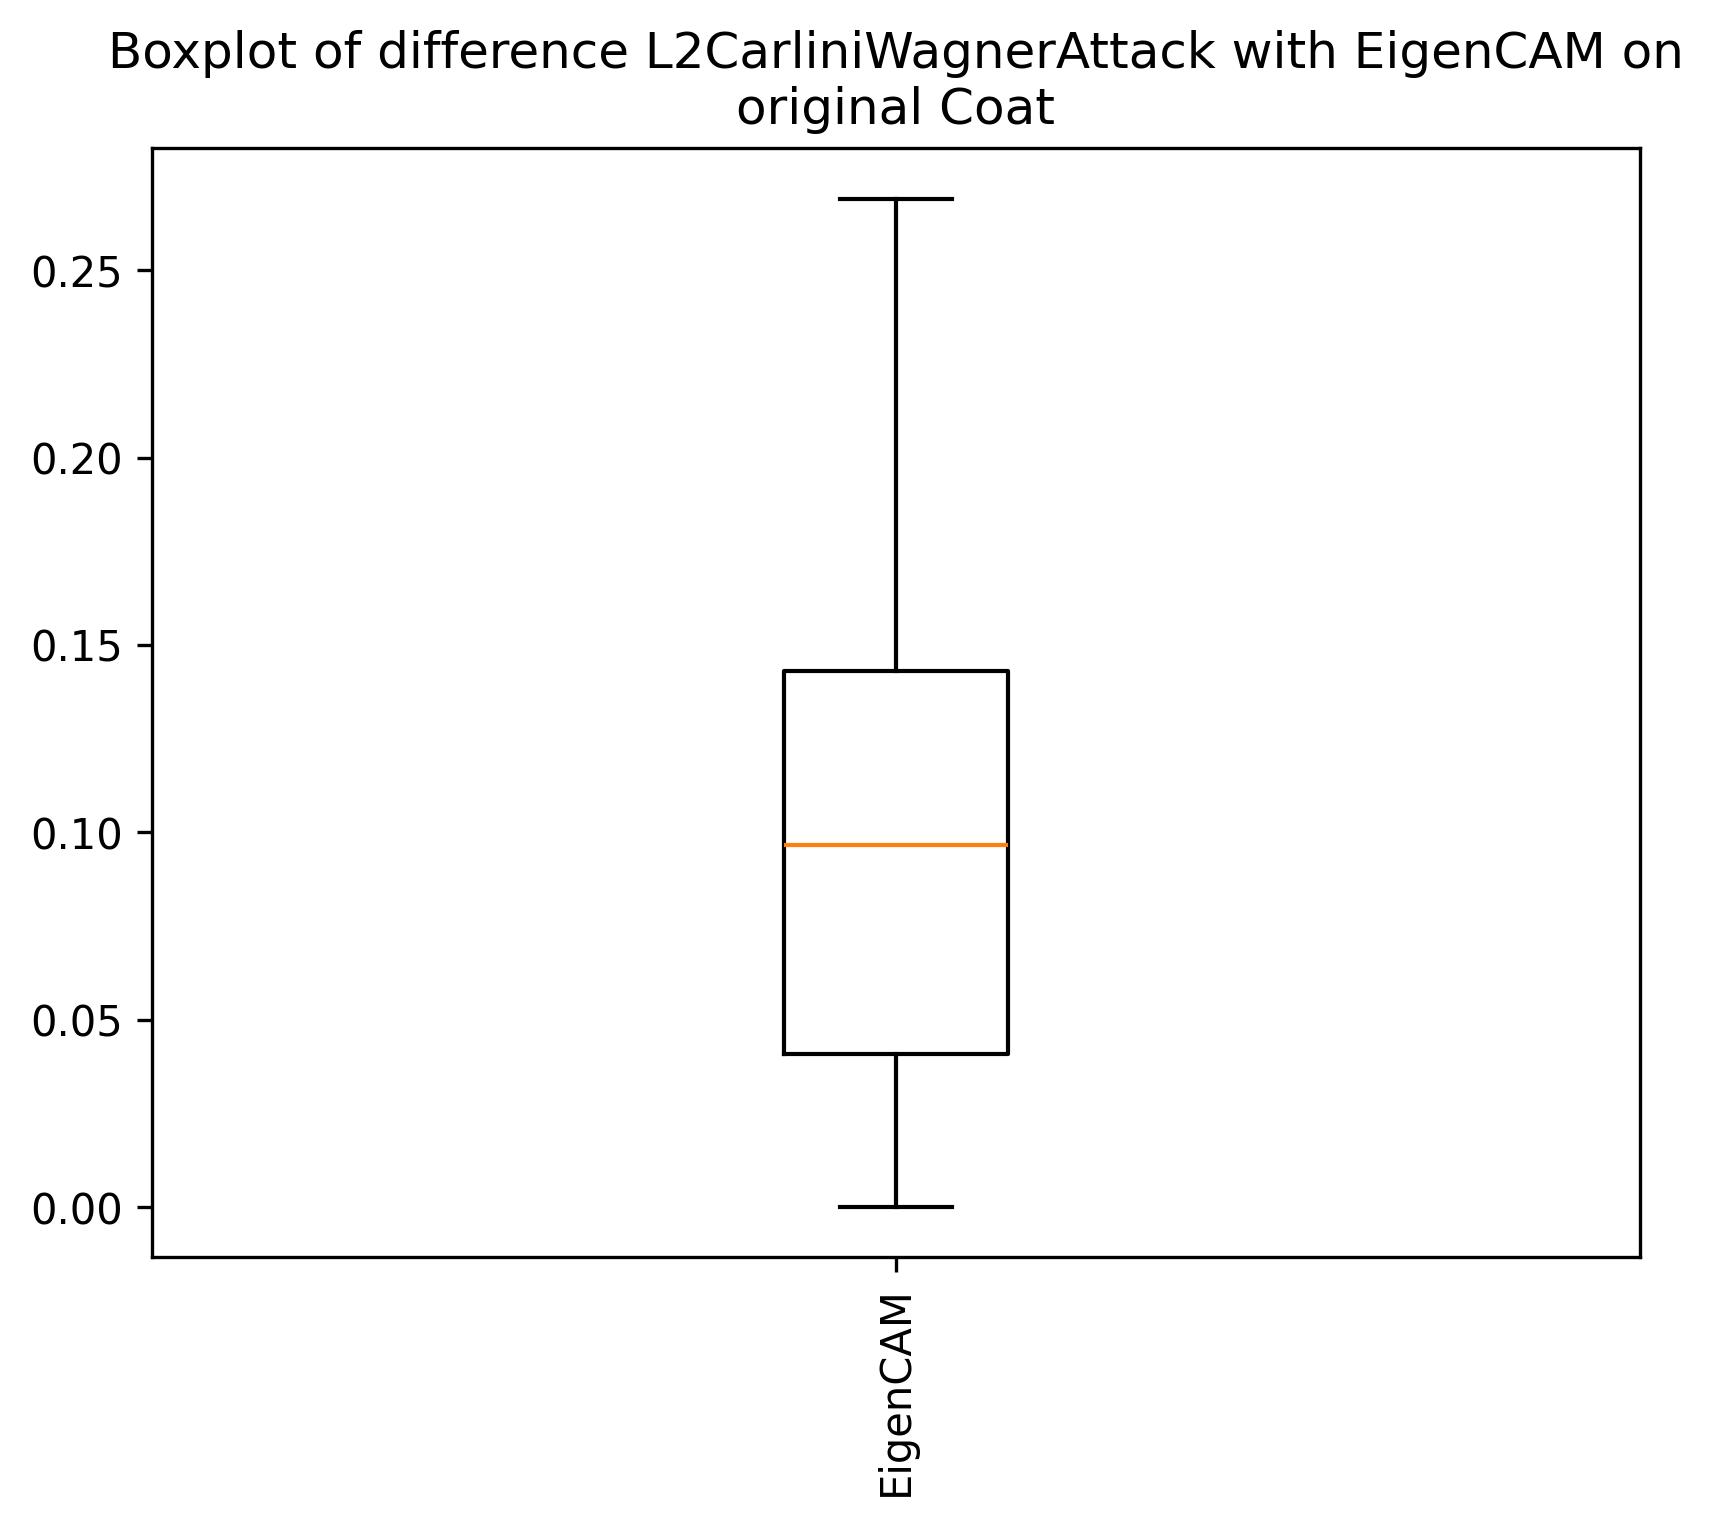 Boxplot of difference L2CarliniWagnerAttack with EigenCAM on
original Coat
0.25
0.20
0.15
0.10
0.05
0.00
EigenCAM